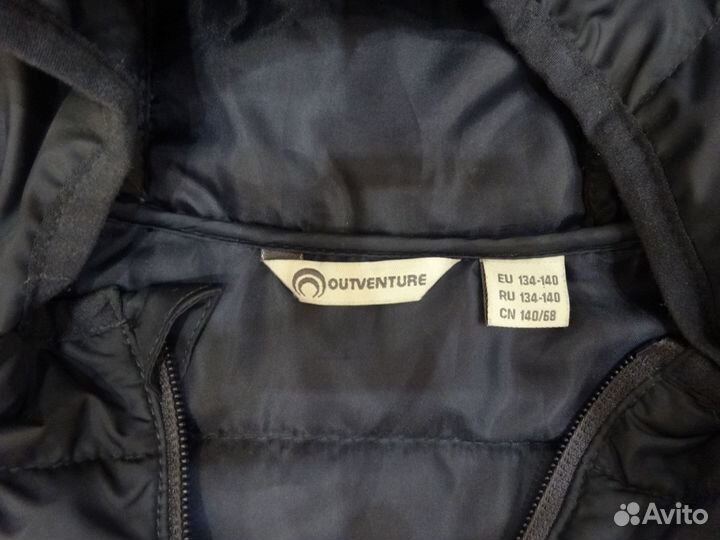 OUTVENTURE
EU 134-140
RU 134-140
CN 140/68
Avito